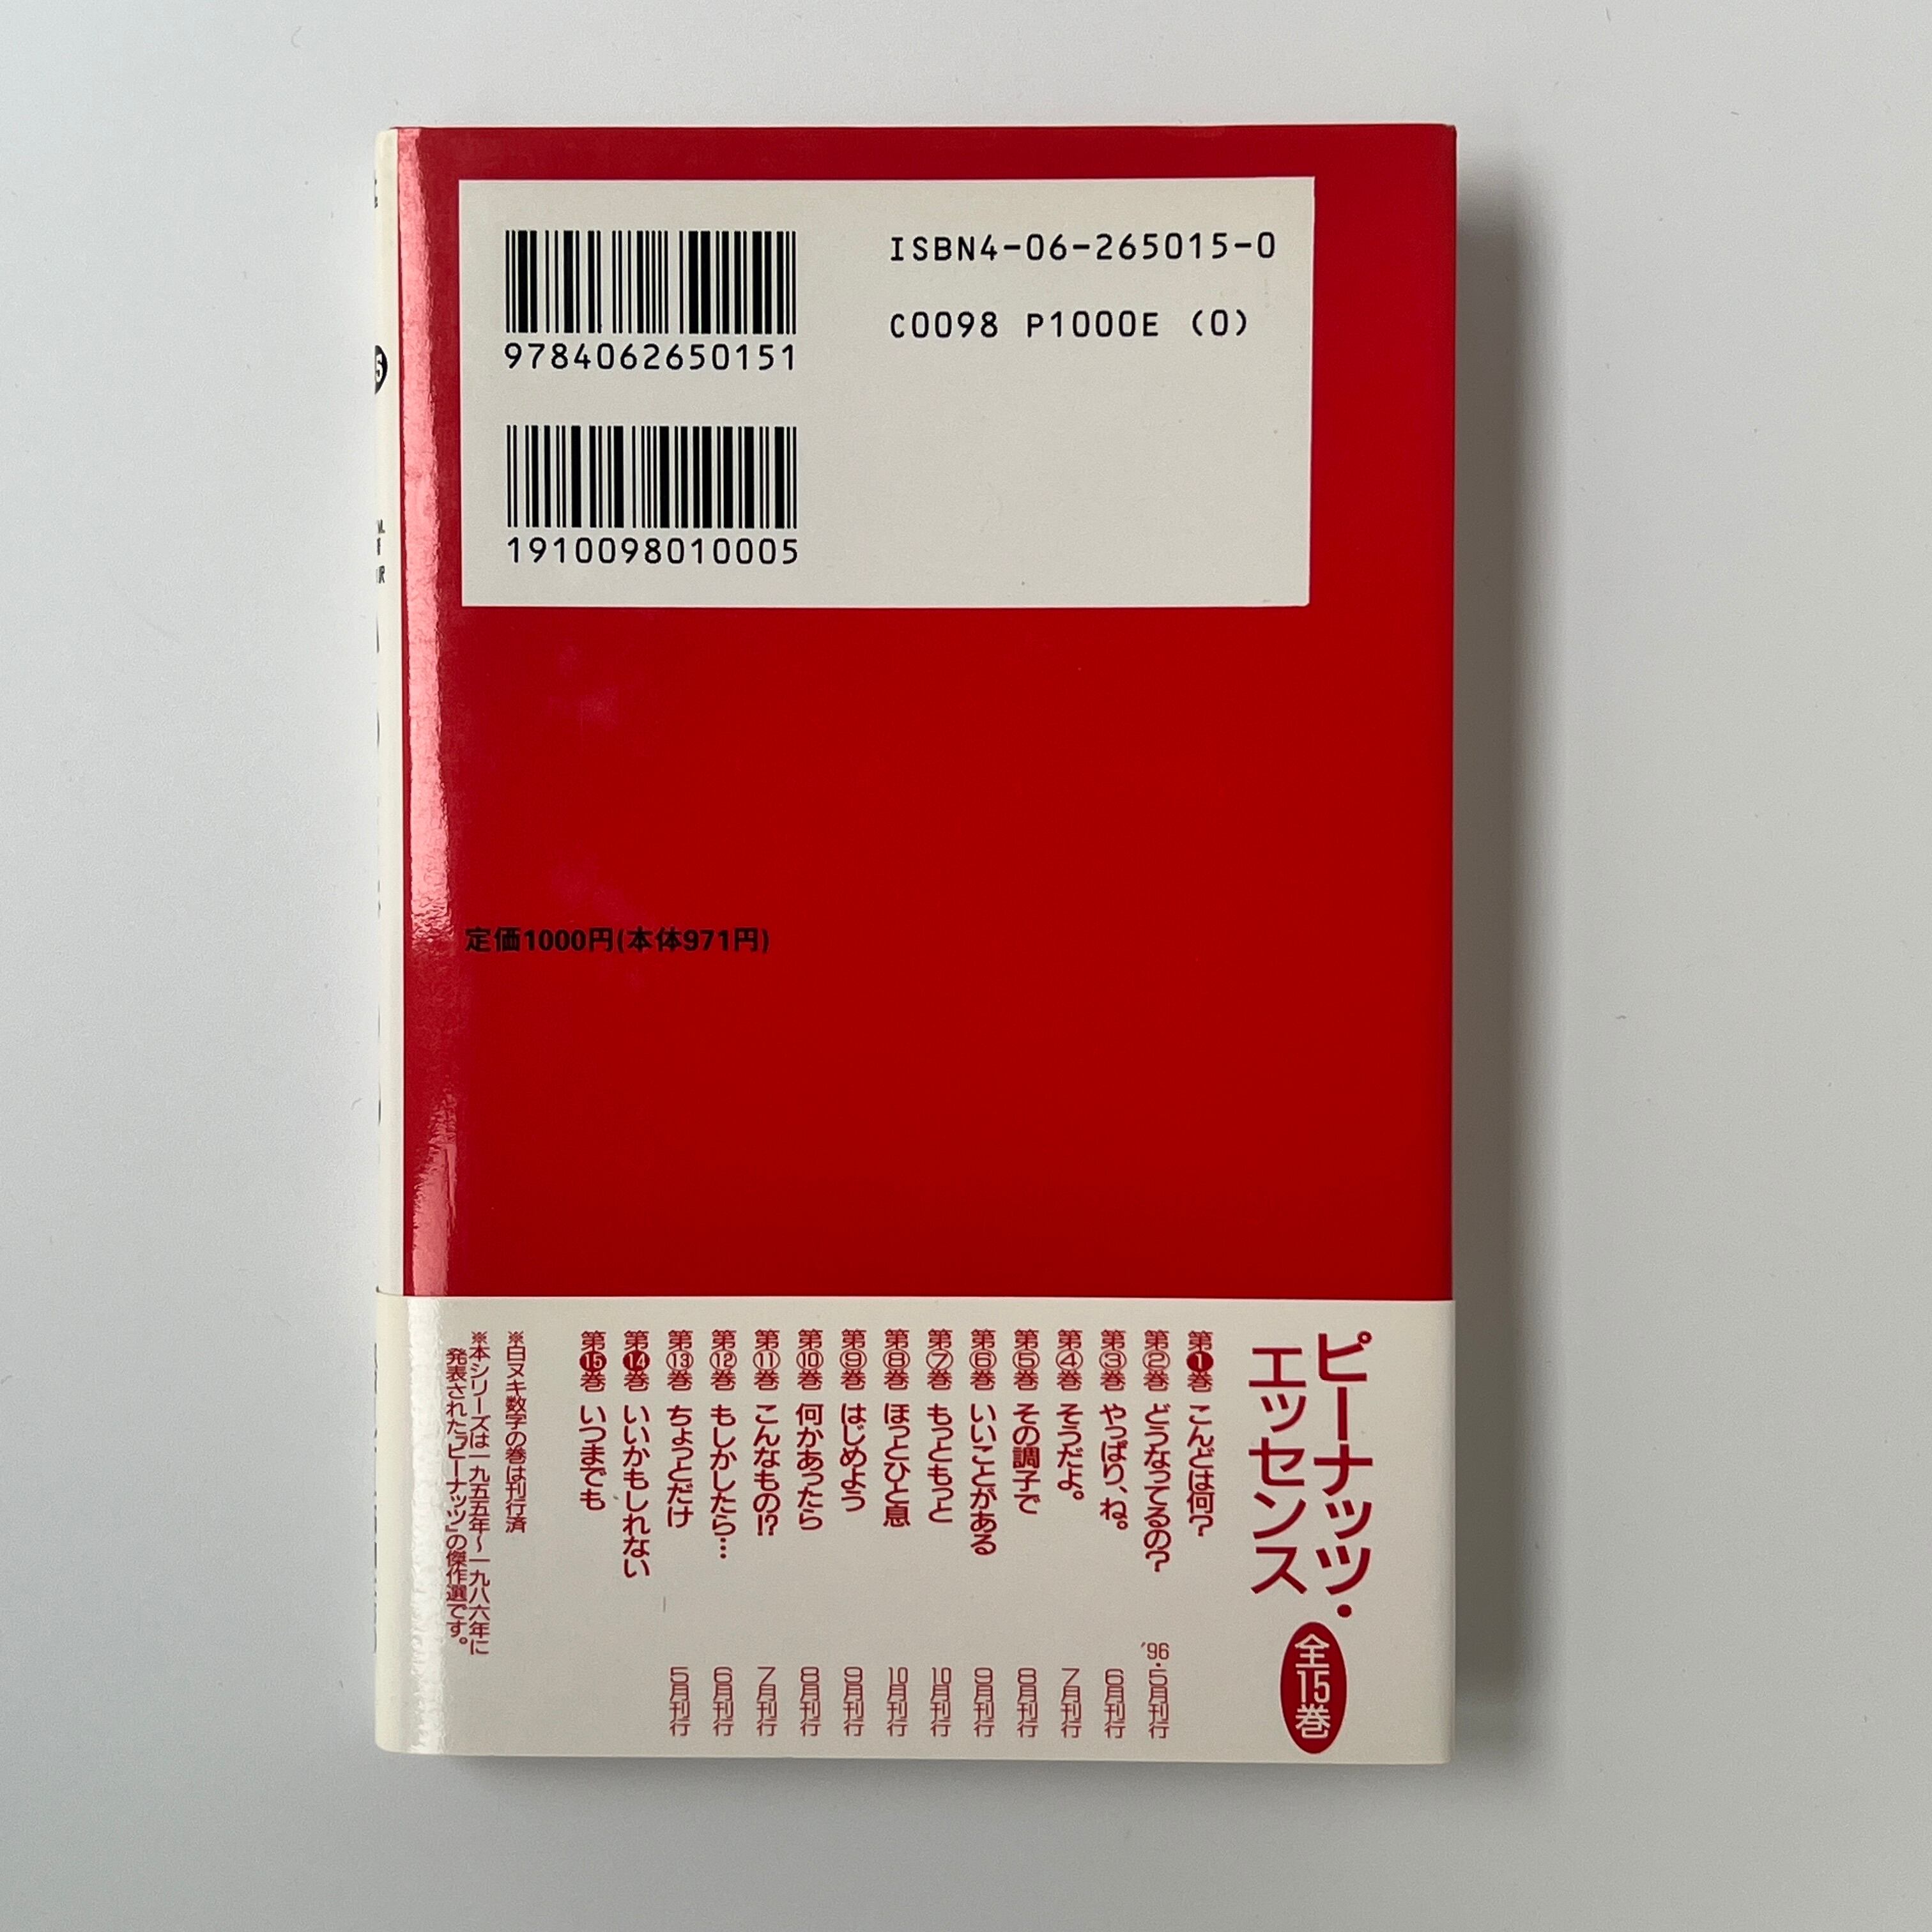 ISBN4-06-265015-0
C0098 P1000E (0)
9784062650151
1910098010005
定価1000円(本体971円)
ピーナッツ・
エッセンス
全15巻
第❶巻 こんどは何?
第②巻 どうなってるの? '96・5月刊行
第③巻 やっぱり、ね。 6月刊行
第④巻 そうだよ。 7月刊行
第⑤巻 その調子で 8月刊行
第⑥巻 いいことがある 9月刊行
第⑦巻 もっともっと 10月刊行
第⑧巻 ほっとひと息 10月刊行
第⑨巻 はじめよう 9月刊行
第⑩巻 何かあったら 8月刊行
第⑪巻 こんなもの!? 7月刊行
第⑫巻 もしかしたら… 6月刊行
第⑬巻 ちょっとだけ 5月刊行
第⓮巻 いいかもしれない
第⓯巻 いつまでも
※白ヌキ数字の巻は刊行済
※本シリーズは一九五五年〜一九八六年に
発表された『ピーナッツ』の傑作選です。